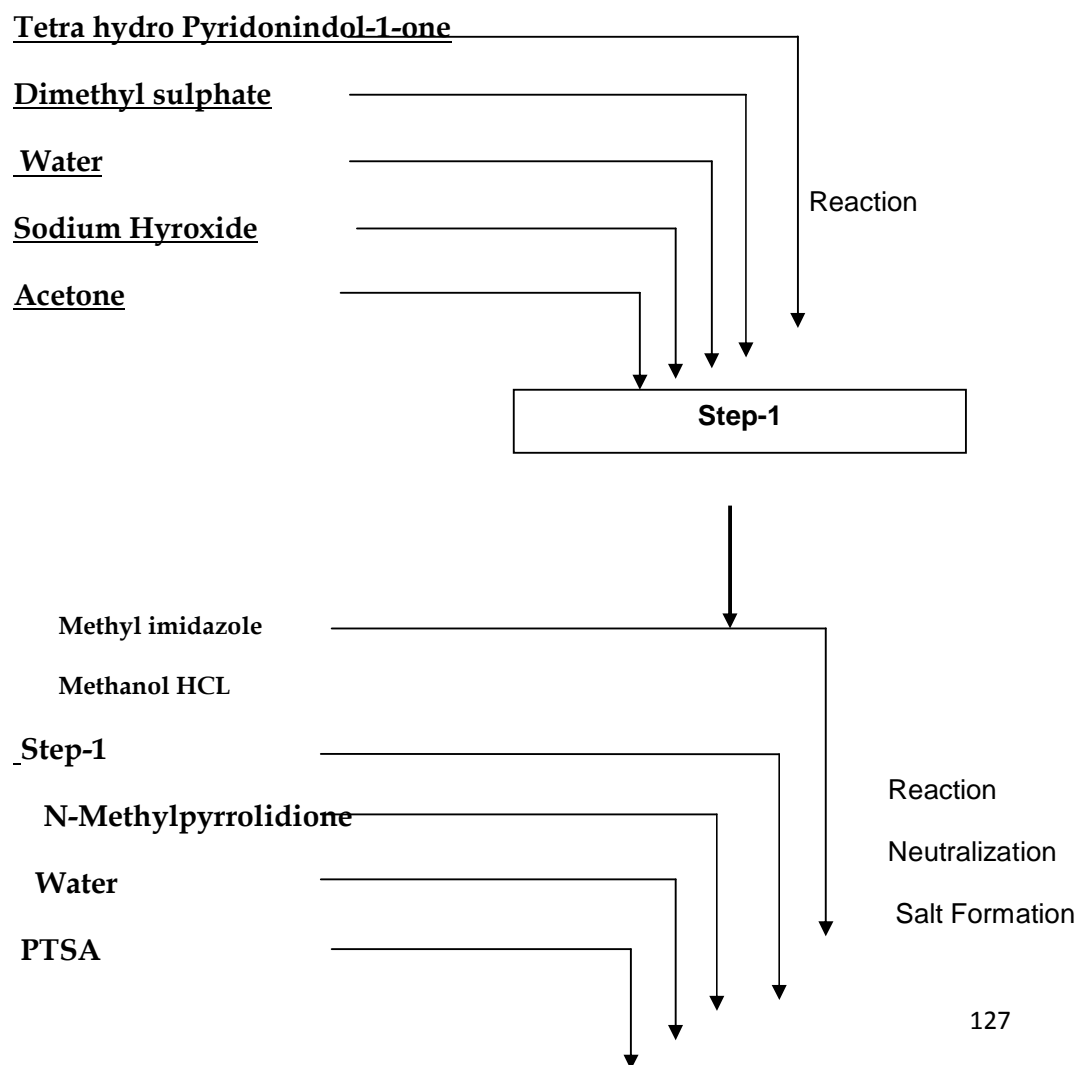 Tetra hydro Pyridonindol-1-one
Dimethyl sulphate
Water
Reaction
Sodium Hyroxide
Acetone
Step-1
Methyl imidazole
Methanol HCL
Step-1
Reaction
N-Methylpyrrolidione
Neutralization
Water
Salt Formation
PTSA
127